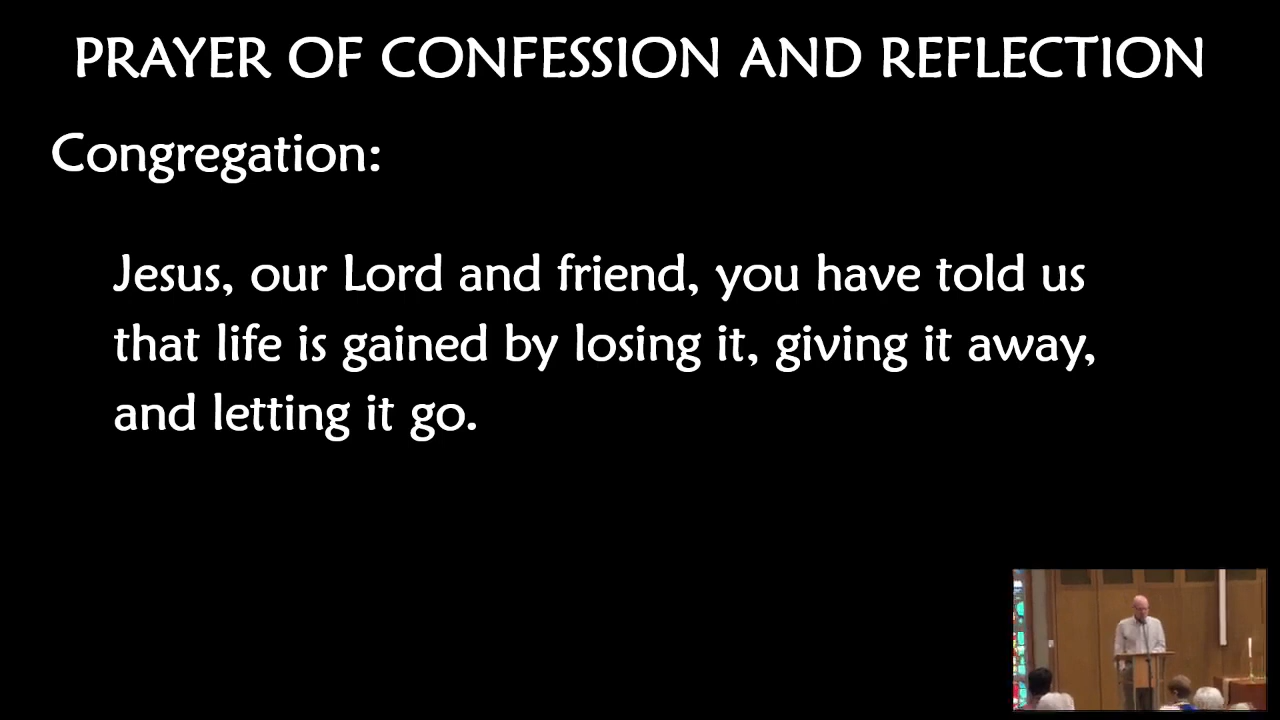 PRAYER OF CONFESSION AND REFLECTION
Congregation:
Jesus, our Lord and friend, you have told us
that life is gained by losing it, giving it away,
and letting it go.